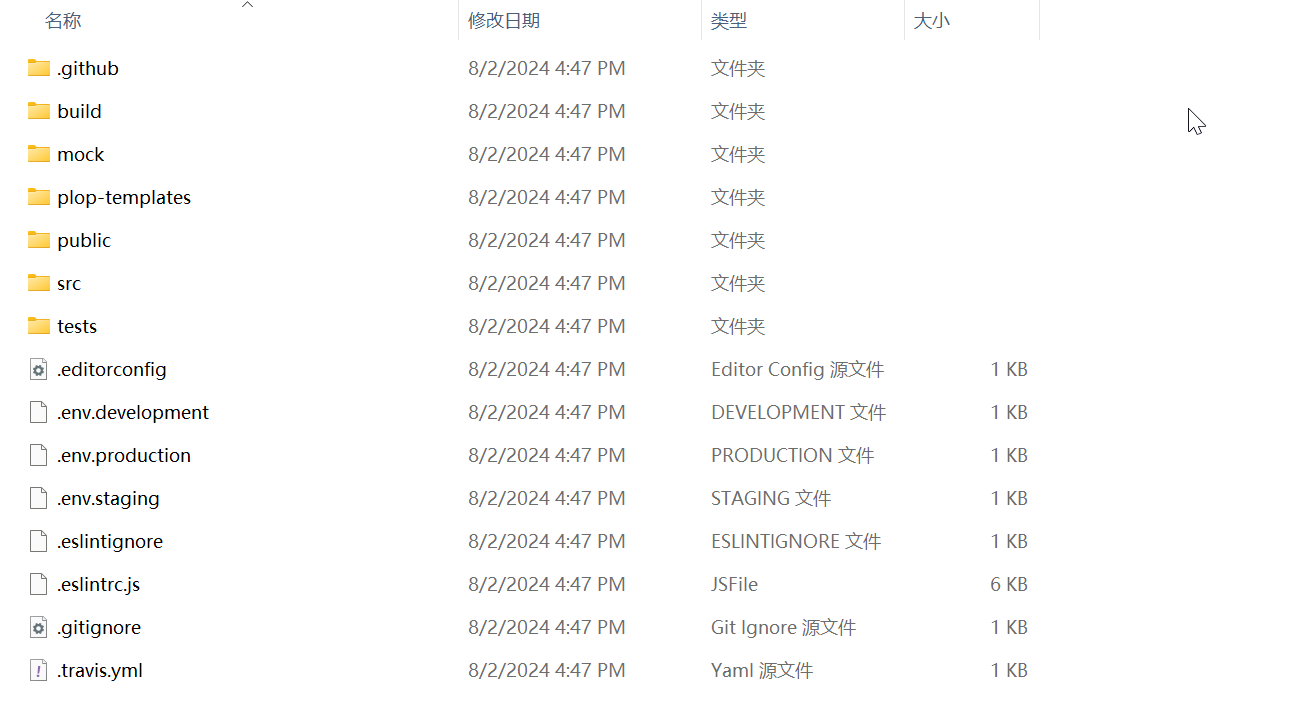 名称 修改日期 类型 大小
.github 8/2/2024 4:47 PM 文件夹
build 8/2/2024 4:47 PM 文件夹
mock 8/2/2024 4:47 PM 文件夹
plop-templates 8/2/2024 4:47 PM 文件夹
public 8/2/2024 4:47 PM 文件夹
src 8/2/2024 4:47 PM 文件夹
tests 8/2/2024 4:47 PM 文件夹
.editorconfig 8/2/2024 4:47 PM Editor Config 源文件 1 KB
.env.development 8/2/2024 4:47 PM DEVELOPMENT 文件 1 KB
.env.production 8/2/2024 4:47 PM PRODUCTION 文件 1 KB
.env.staging 8/2/2024 4:47 PM STAGING 文件 1 KB
.eslintignore 8/2/2024 4:47 PM ESLINTIGNORE 文件 1 KB
.eslintrc.js 8/2/2024 4:47 PM JSFile 6 KB
.gitignore 8/2/2024 4:47 PM Git Ignore 源文件 1 KB
.travis.yml 8/2/2024 4:47 PM Yaml 源文件 1 KB